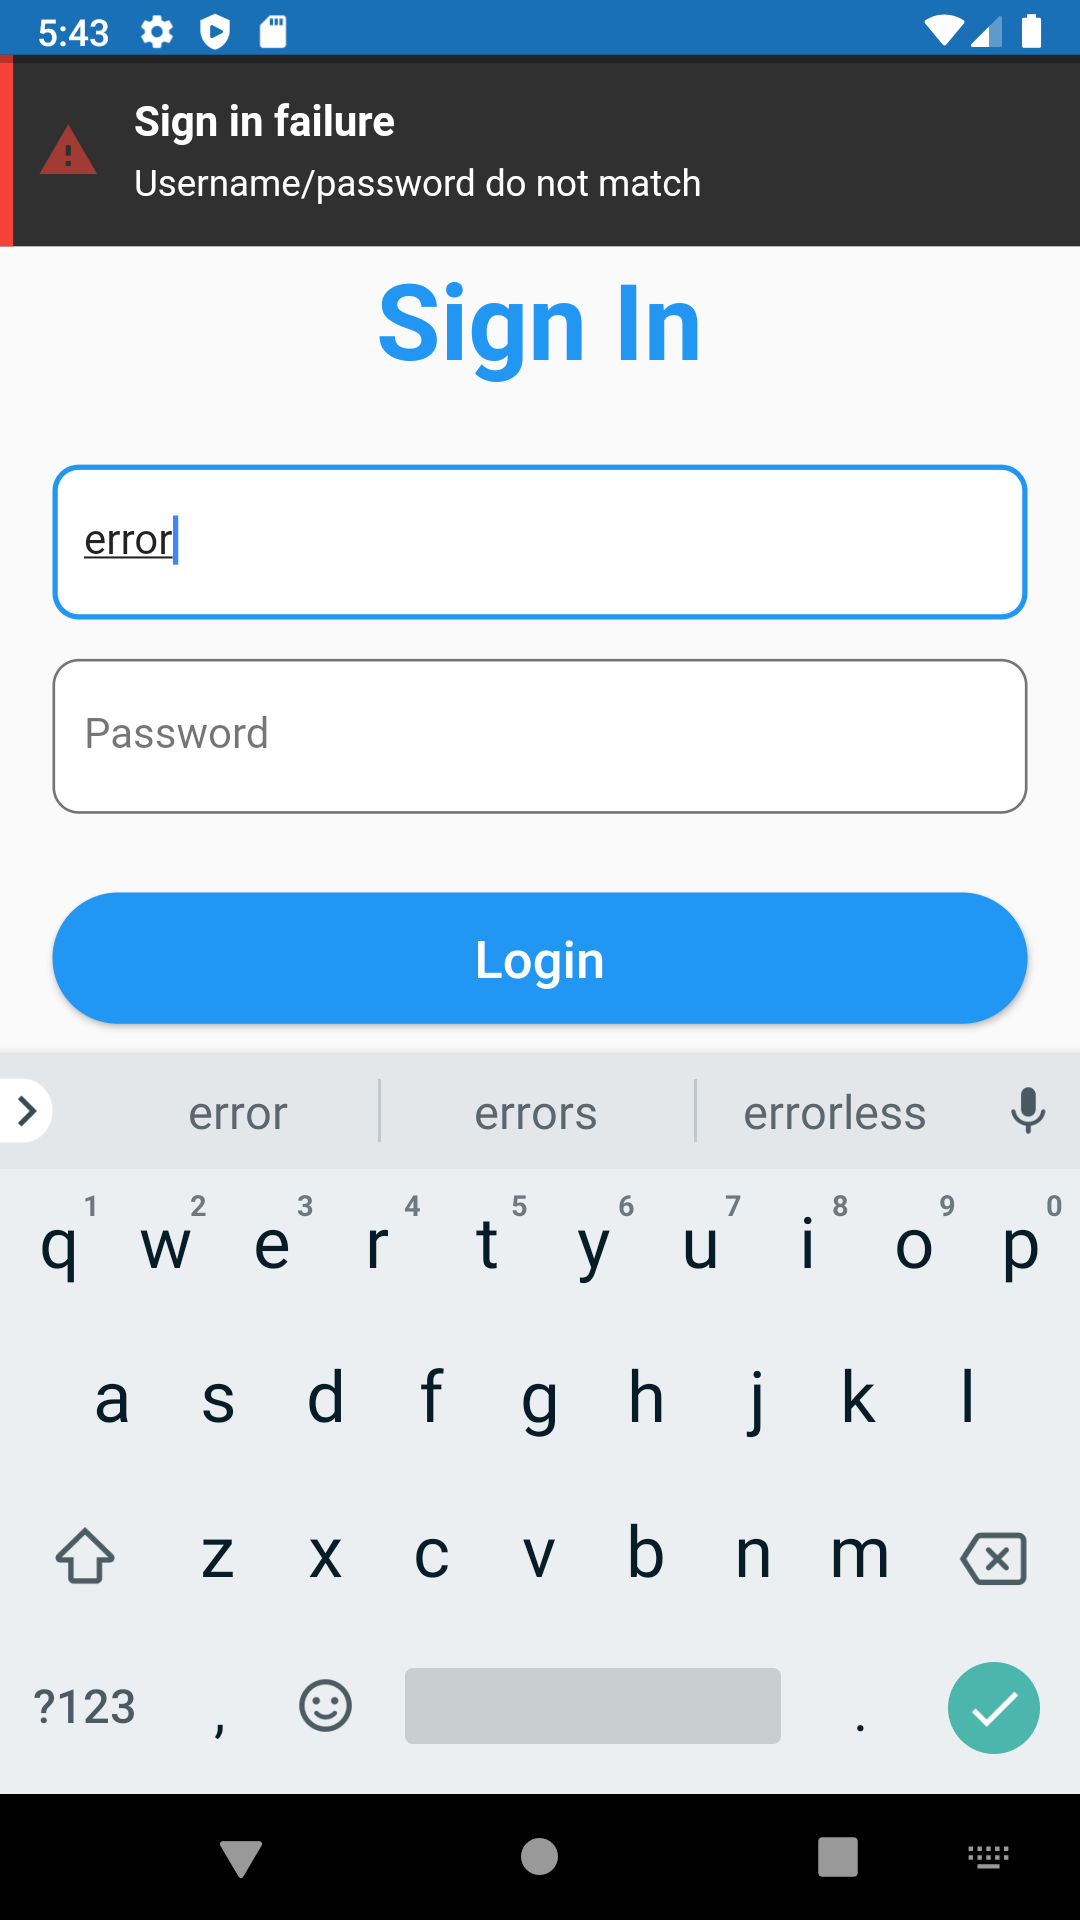 5:43
Sign in failure
Username/password do not match
Sign In
error
Password
Login
error errors errorless
1 2 3 4 5 6 7 8 9 0
q w e r t y u i o p
a s d f g h j k l
z x c v b n m
?123 , .